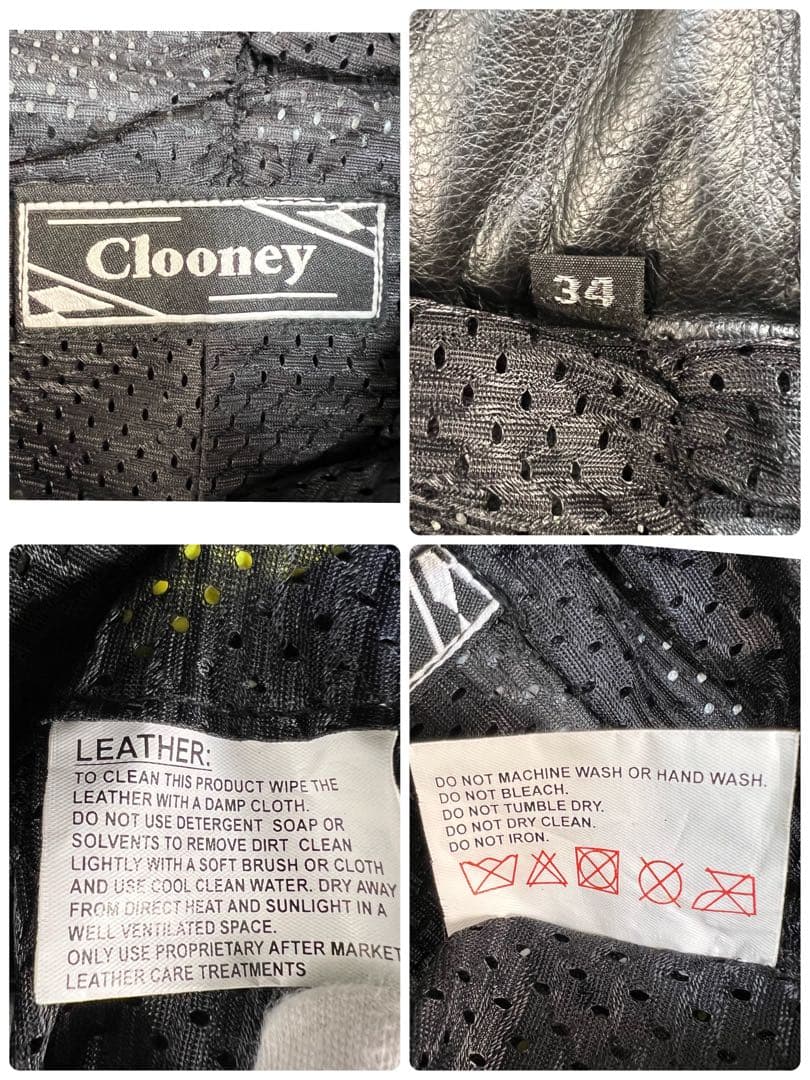 Clooney
34
LEATHER:
TO CLEAN THIS PRODUCT WIPE THE
LEATHER WITH A DAMP CLOTH.
DO NOT USE DETERGENT SOAP OR
SOLVENTS TO REMOVE DIRT CLEAN
LIGHTLY WITH A SOFT BRUSH OR CLOTH
AND USE COOL CLEAN WATER. DRY AWAY
FROM DIRECT HEAT AND SUNLIGHT IN A
WELL VENTILATED SPACE.
ONLY USE PROPRIETARY AFTER MARKET
LEATHER CARE TREATMENTS
DO NOT MACHINE WASH OR HAND WASH.
DO NOT BLEACH.
DO NOT TUMBLE DRY.
DO NOT DRY CLEAN.
DO NOT IRON.